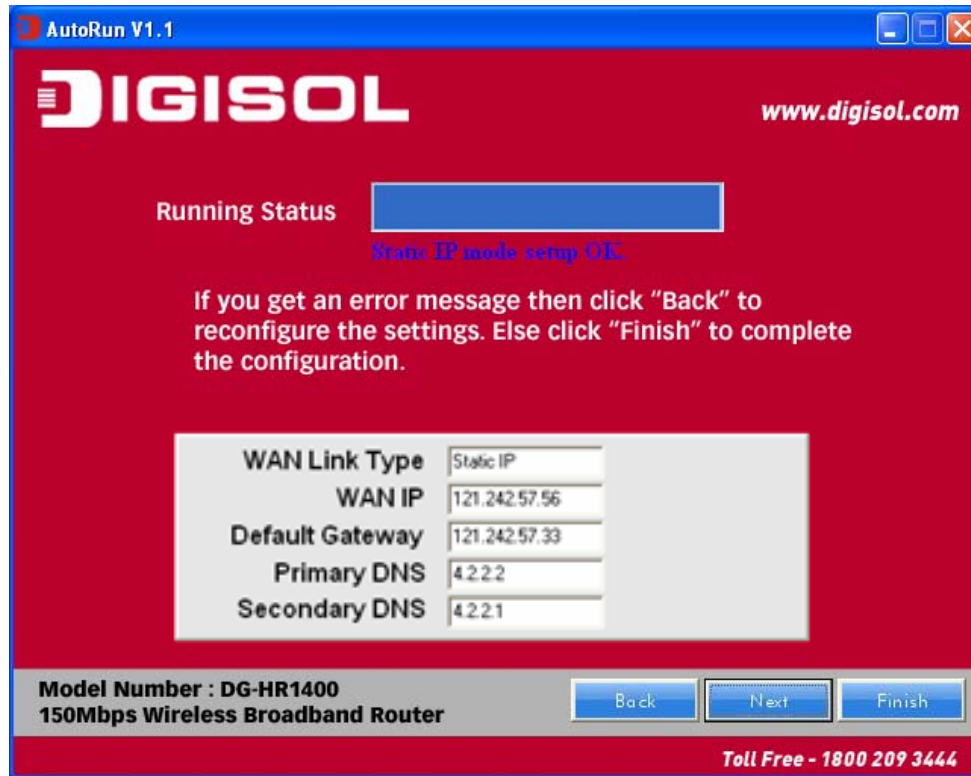 AutoRun V1.1
DIGISOL
www.digisol.com
Running Status
Static IP mode setup OK.
If you get an error message then click “Back” to
reconfigure the settings. Else click “Finish” to complete
the configuration.
WAN Link Type Static IP
WAN IP 121.242.57.56
Default Gateway 121.242.57.33
Primary DNS 4.2.2.2
Secondary DNS 4.2.2.1
Model Number : DG-HR1400
150Mbps Wireless Broadband Router
Back Next Finish
Toll Free - 1800 209 3444